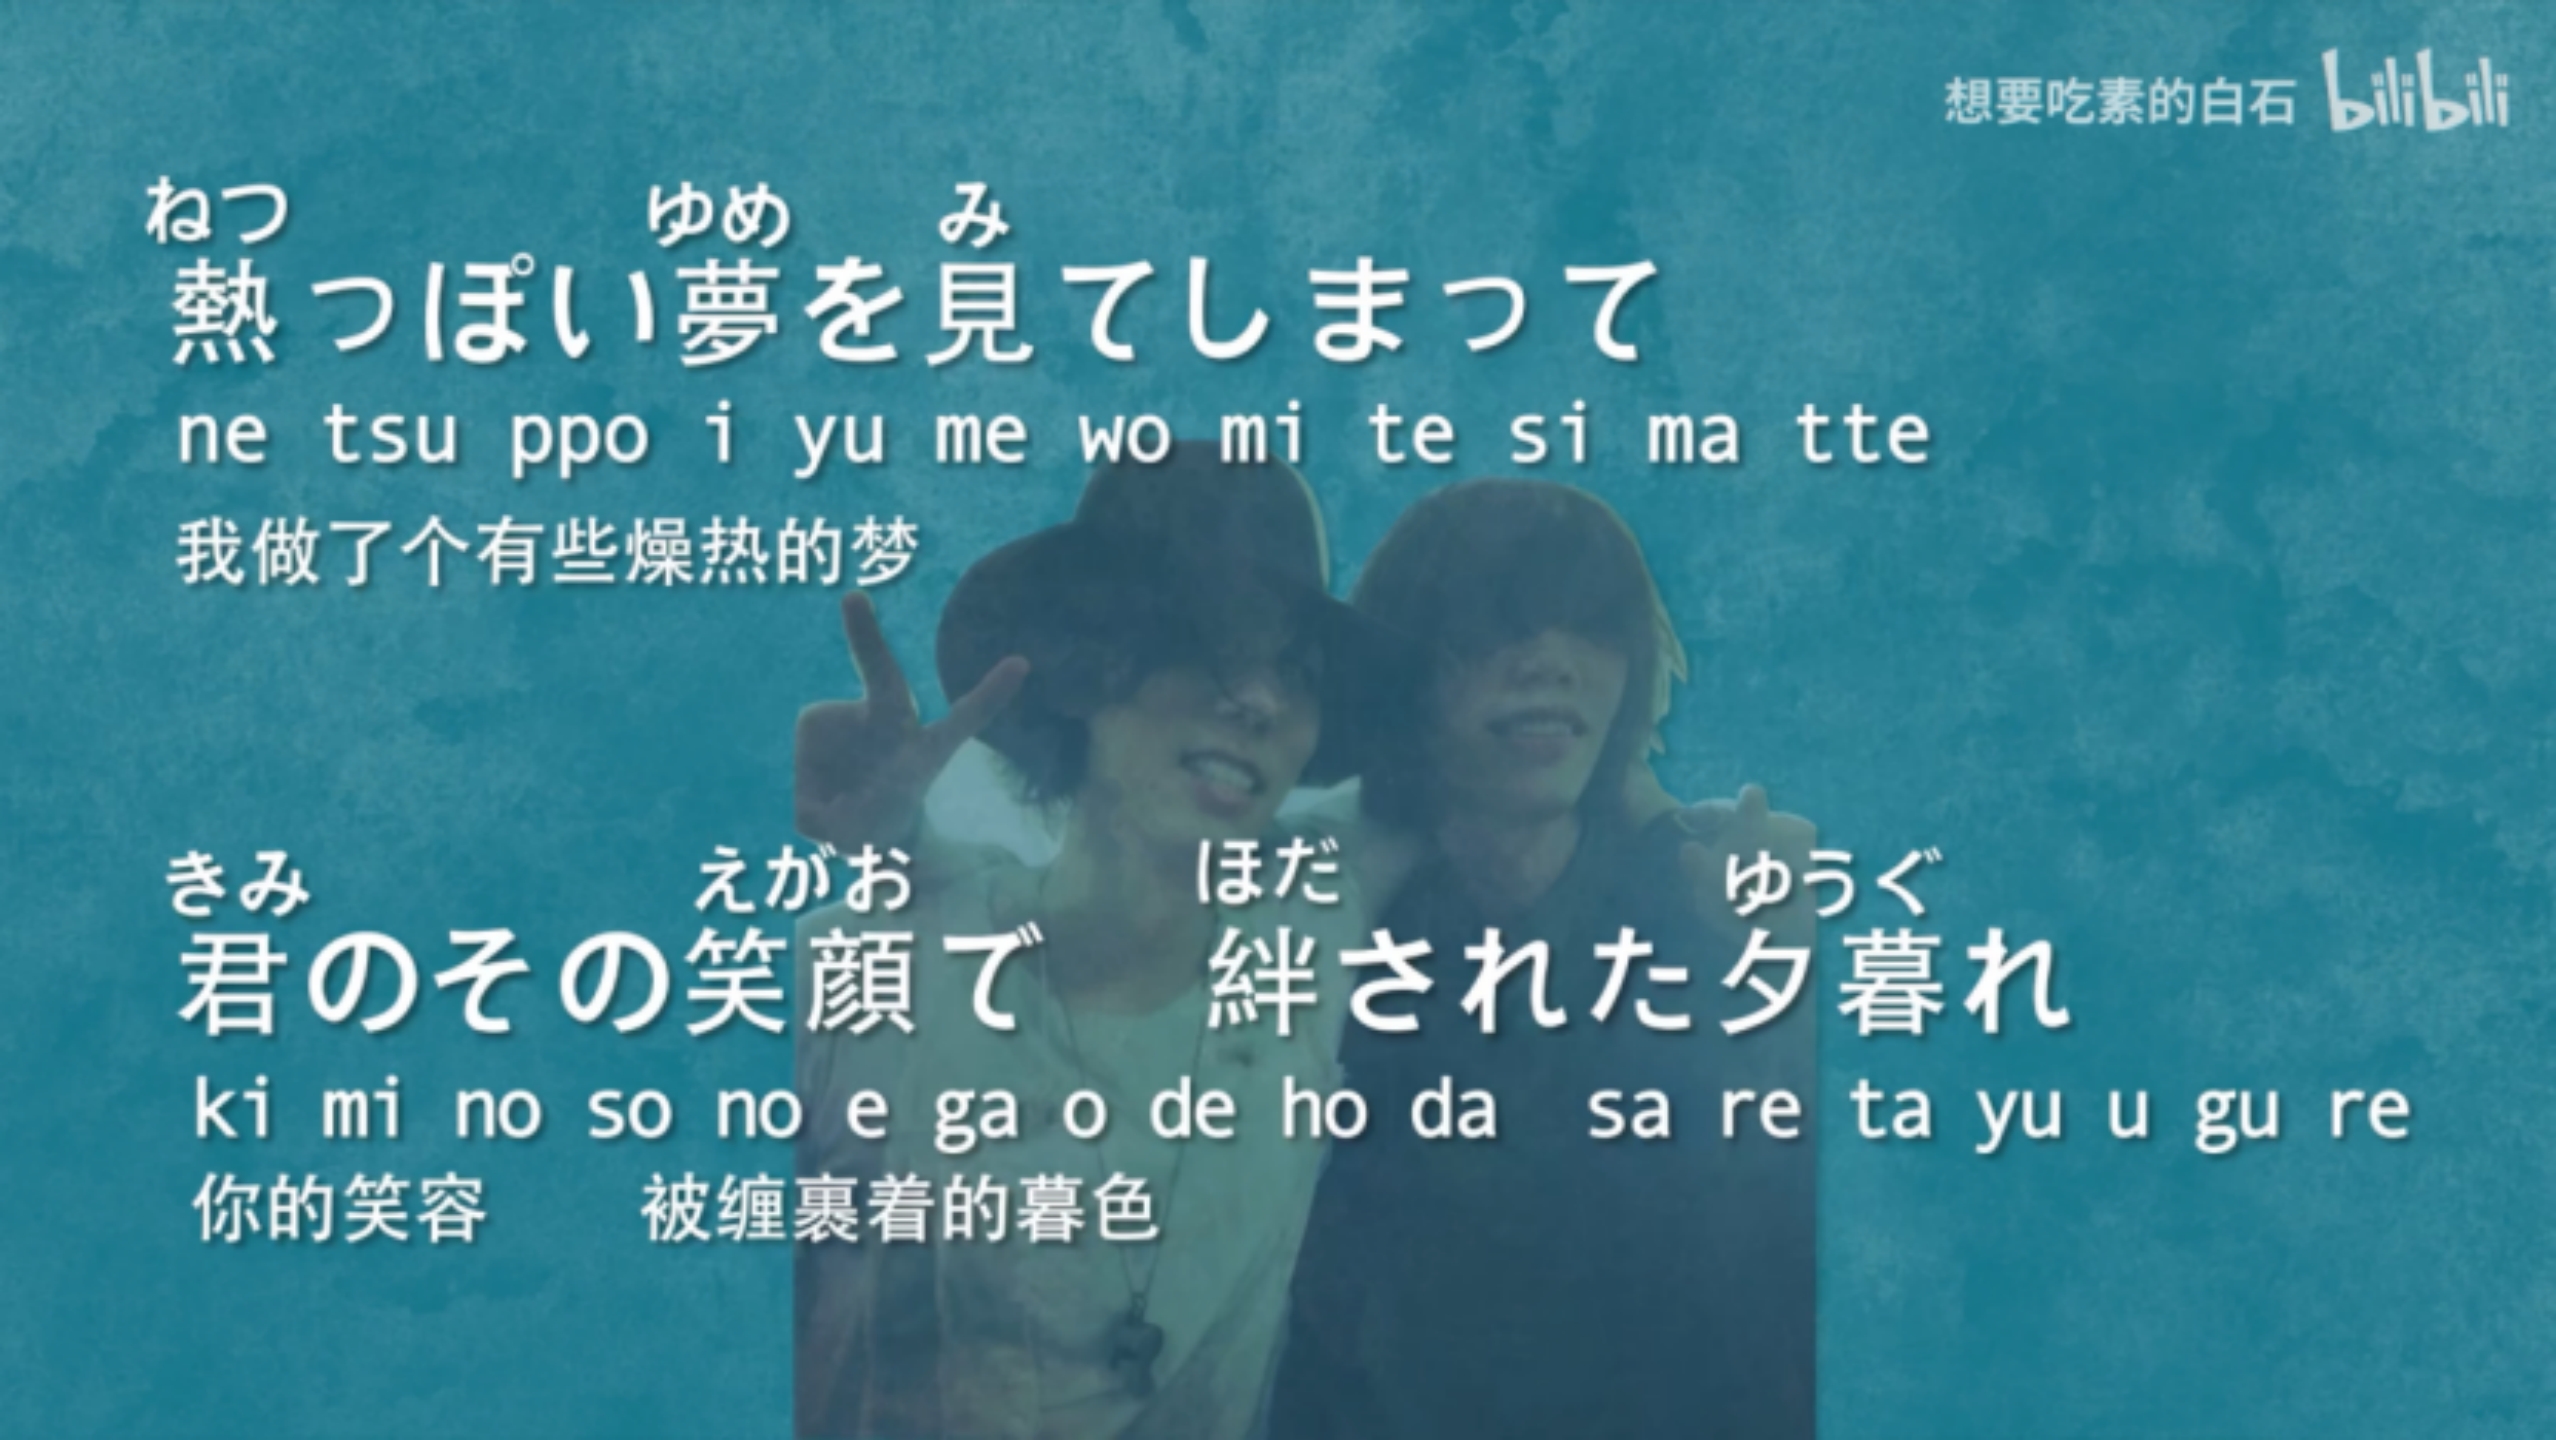 想要吃素的白石 bilibili
ねつ ゆめ み
熱っぽい夢を見てしまって
ne tsu ppo i yu me wo mi te si ma tte
我做了个有些燥热的梦
きみ えがお ほだ ゆうぐ
君のその笑顔で 絆された夕暮れ
ki mi no so no e ga o de ho da sa re ta yu u gu re
你的笑容 被缠裹着的暮色